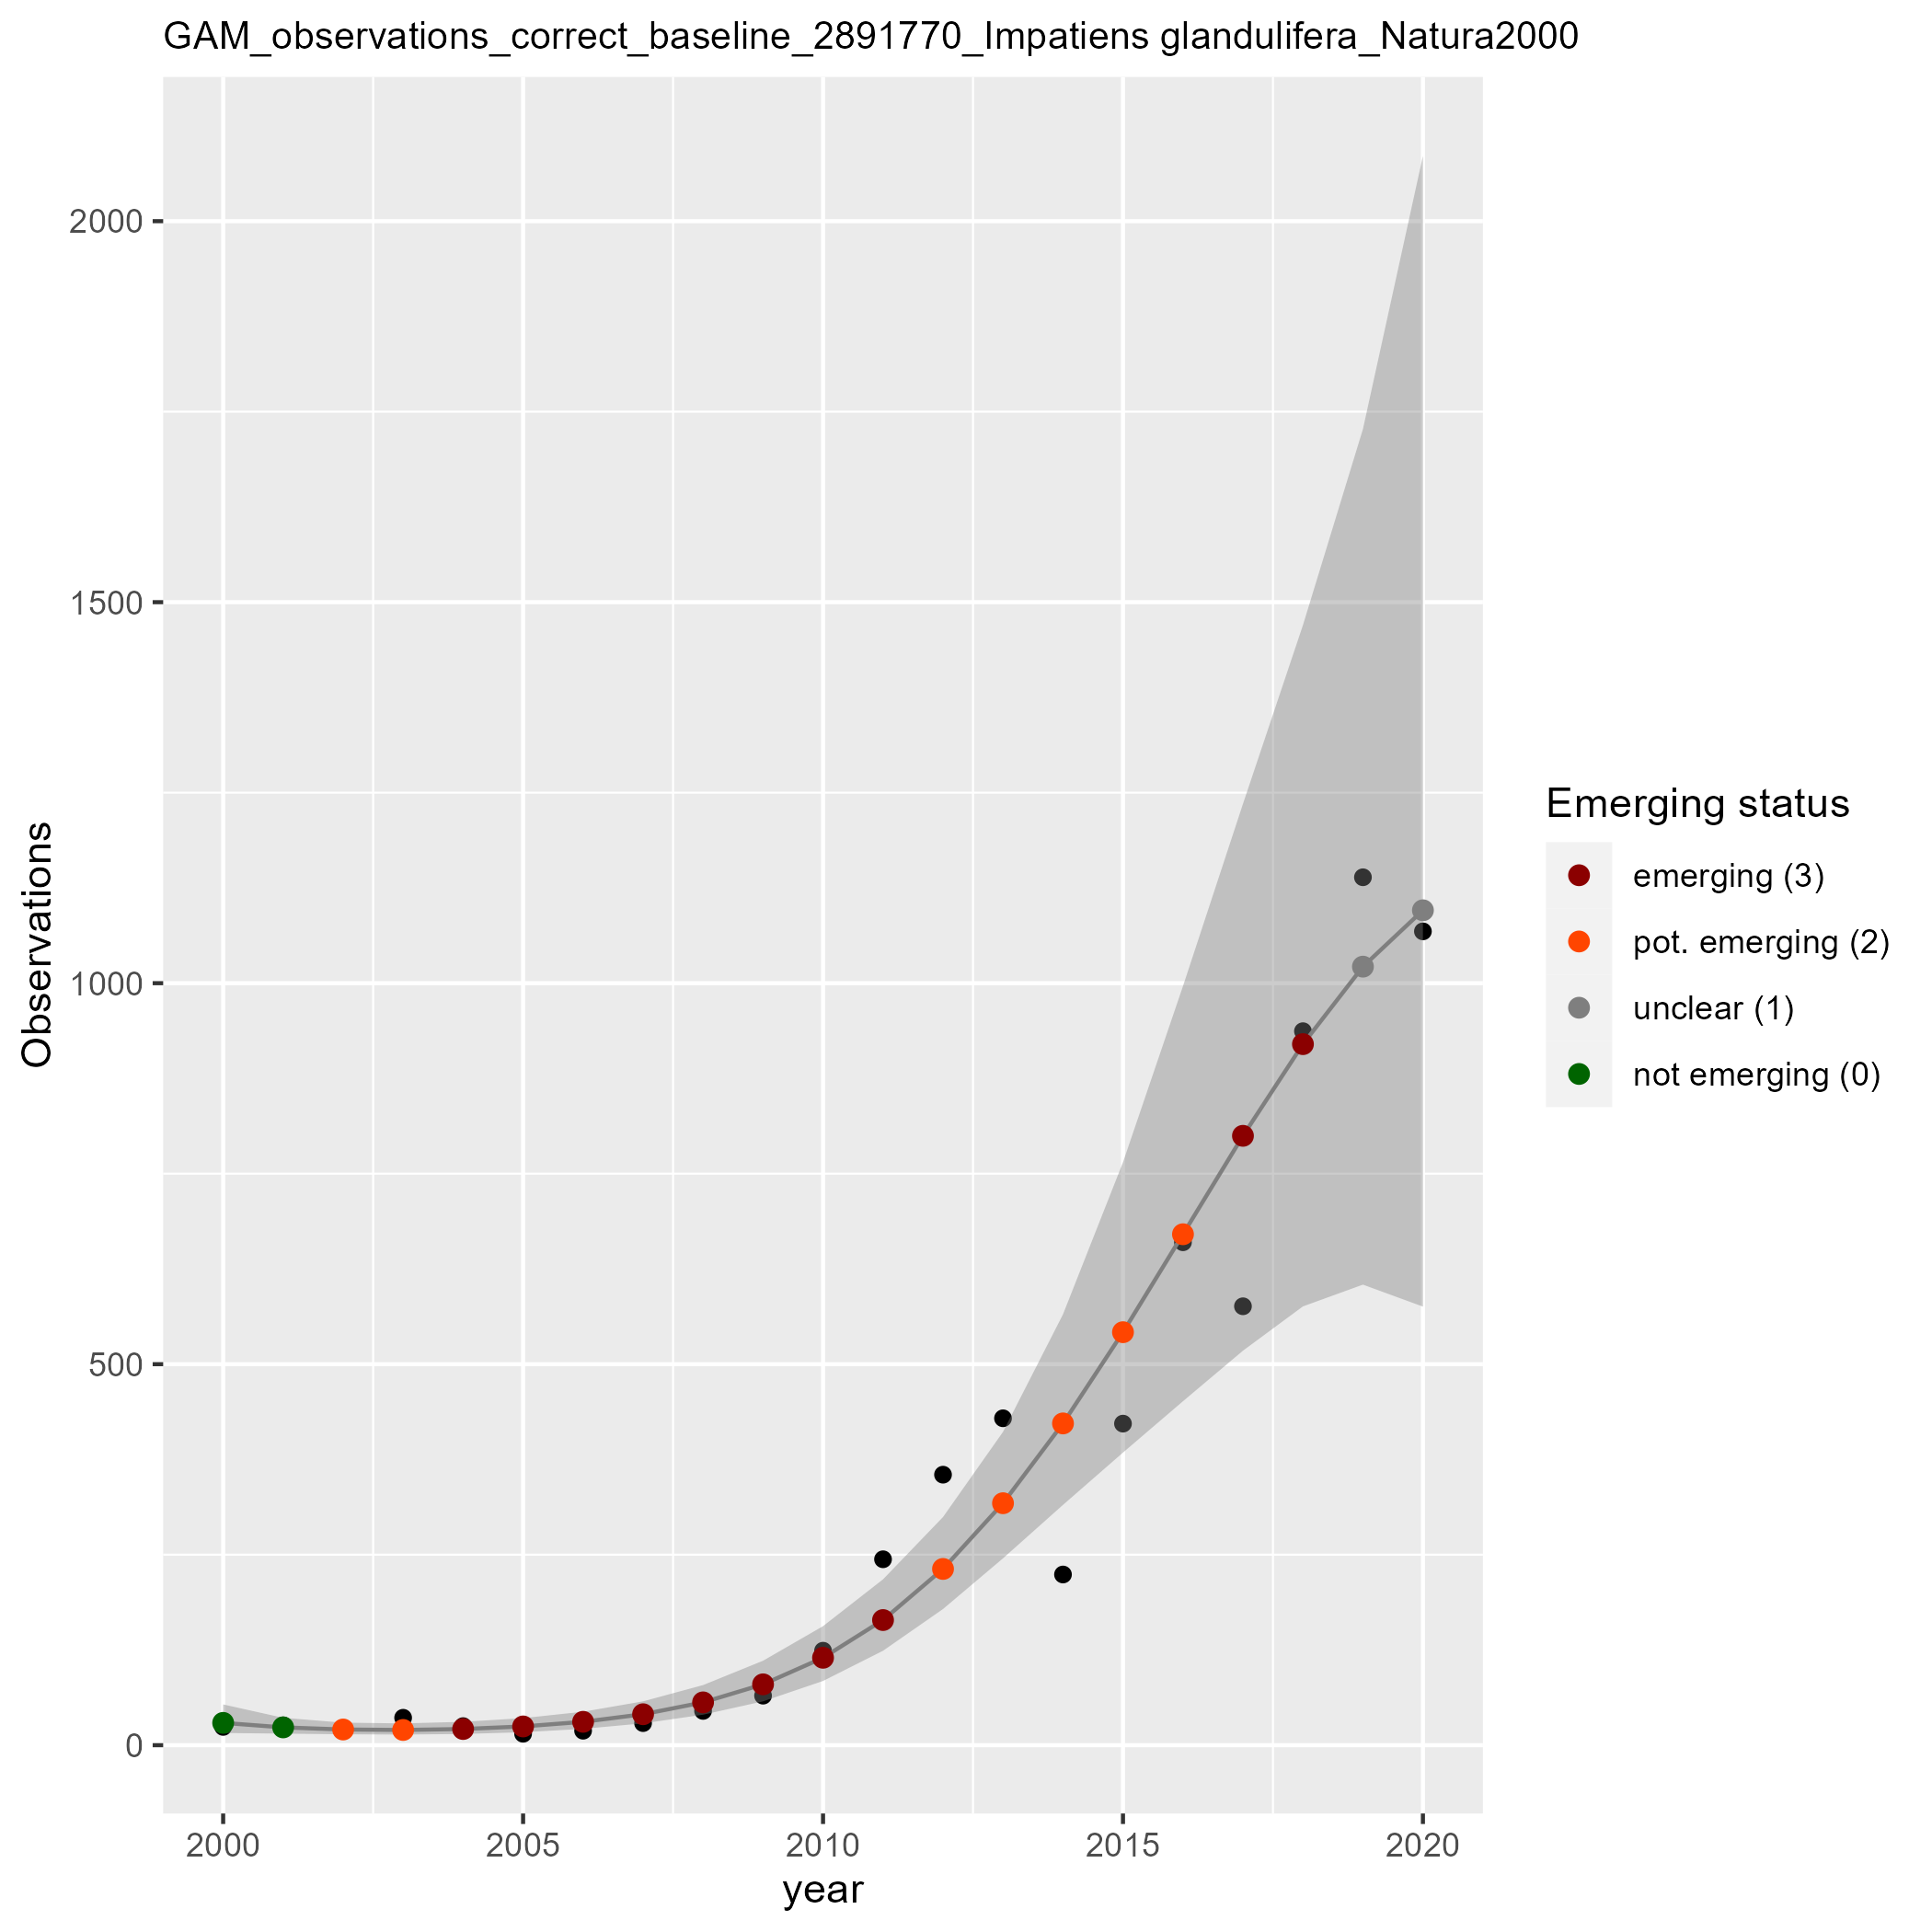 GAM_observations_correct_baseline_2891770_Impatiens glandulifera_Natura2000
Observations
2000
1500
1000
500
0
2000 2005 2010 2015 2020
year
Emerging status
emerging (3)
pot. emerging (2)
unclear (1)
not emerging (0)